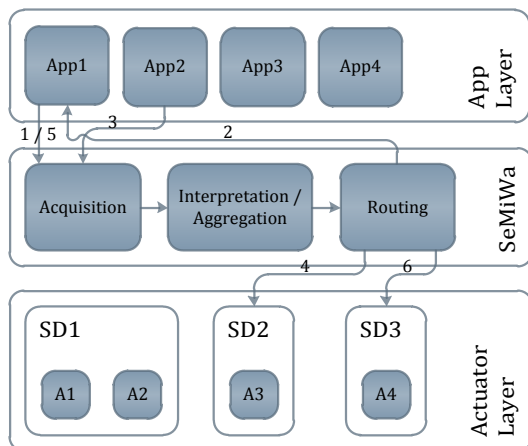 App1
App2
App3
App4
App
Layer
1 / 5
3
2
Acquisition
Interpretation /
Aggregation
Routing
SeMiWa
4
6
SD1
SD2
SD3
A1
A2
A3
A4
Actuator
Layer